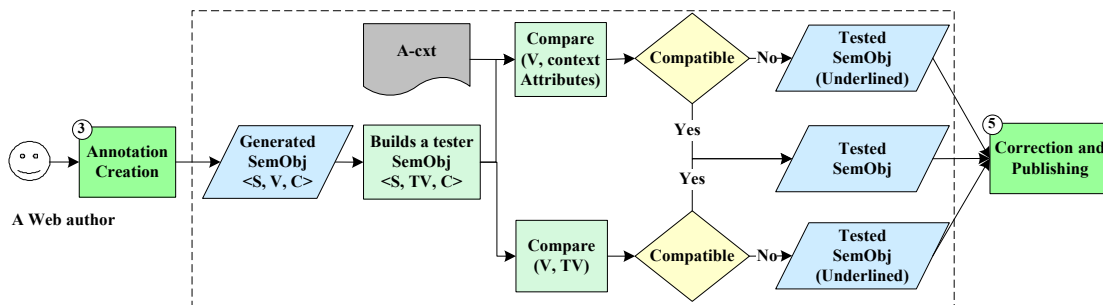 3
Annotation
Creation
A Web author
Generated
SemObj
<S, V, C>
Builds a tester
SemObj
<S, TV, C>
A-cxt
Compare
(V, context
Attributes)
Compatible
No
Tested
SemObj
(Underlined)
Yes
Yes
Tested
SemObj
Compare
(V, TV)
Compatible
No
Tested
SemObj
(Underlined)
5
Correction and
Publishing